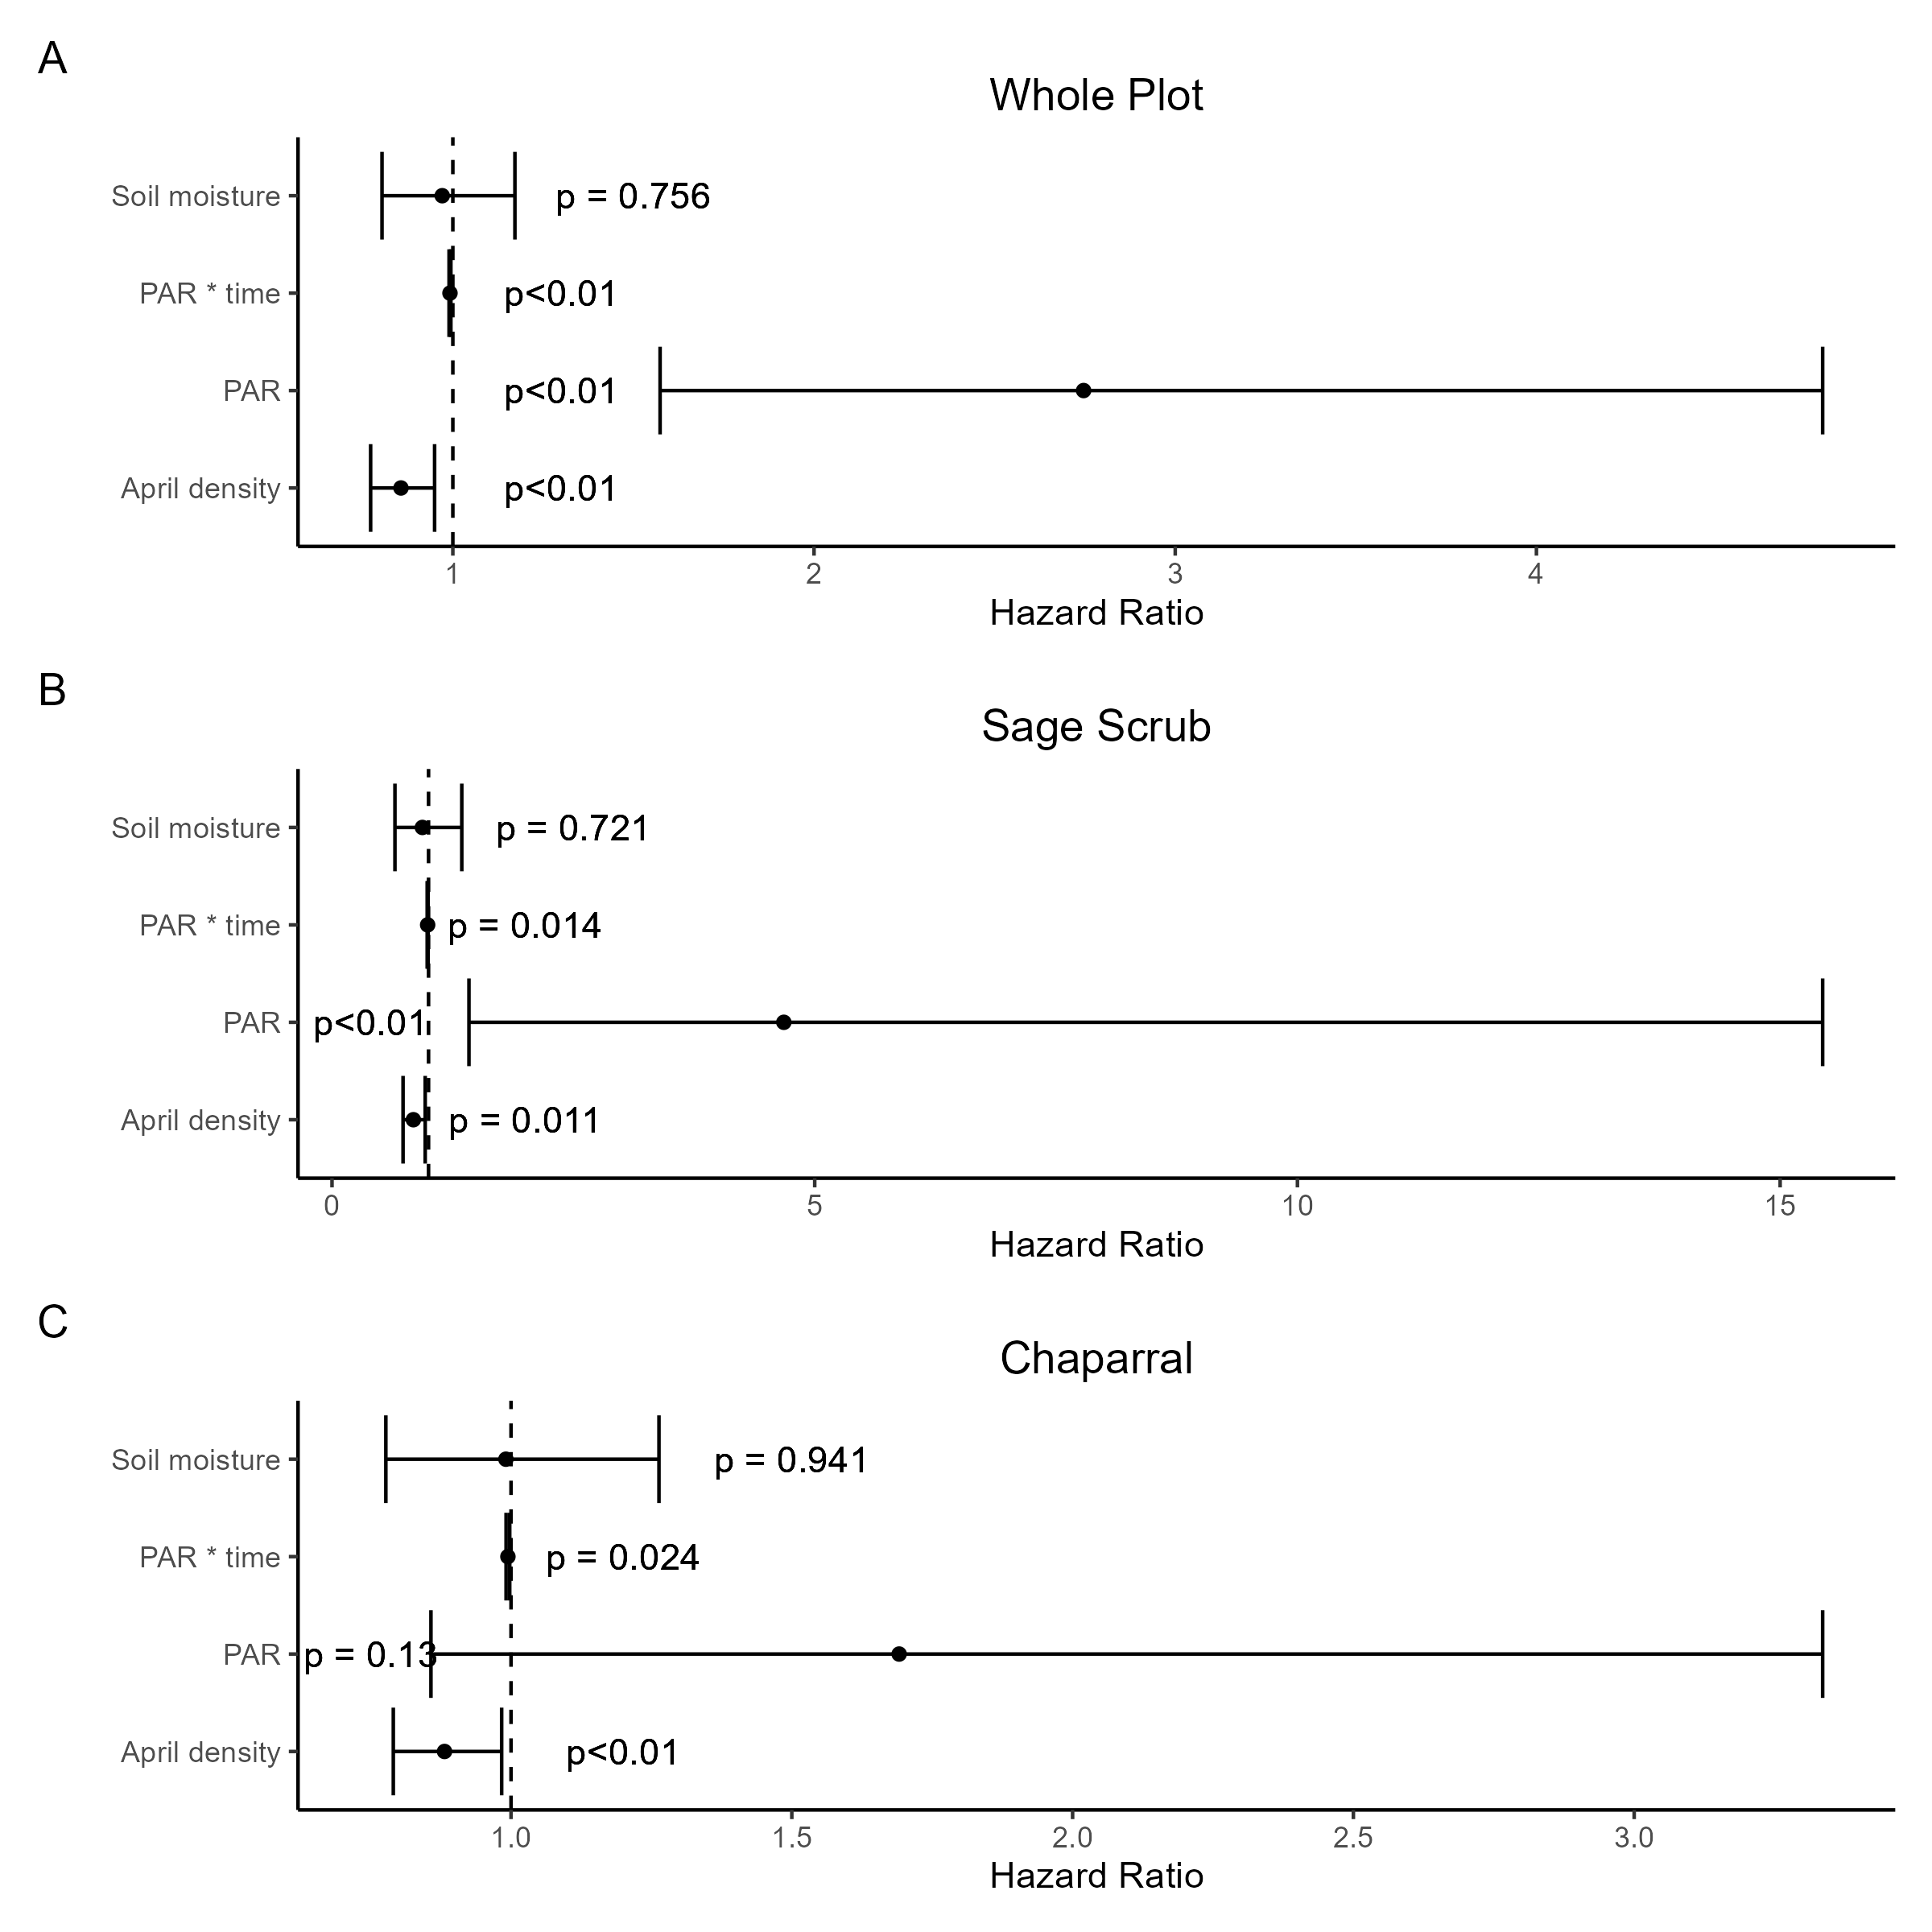 A
Whole Plot
Soil moisture
p = 0.756
PAR * time
p<0.01
PAR
p<0.01
April density
p<0.01
1 2 3 4
Hazard Ratio
B
Sage Scrub
Soil moisture
p = 0.721
PAR * time
p = 0.014
PAR
p<0.01
April density
p = 0.011
0 5 10 15
Hazard Ratio
C
Chaparral
Soil moisture
p = 0.941
PAR * time
p = 0.024
PAR
p = 0.13
April density
p<0.01
1.0 1.5 2.0 2.5 3.0
Hazard Ratio